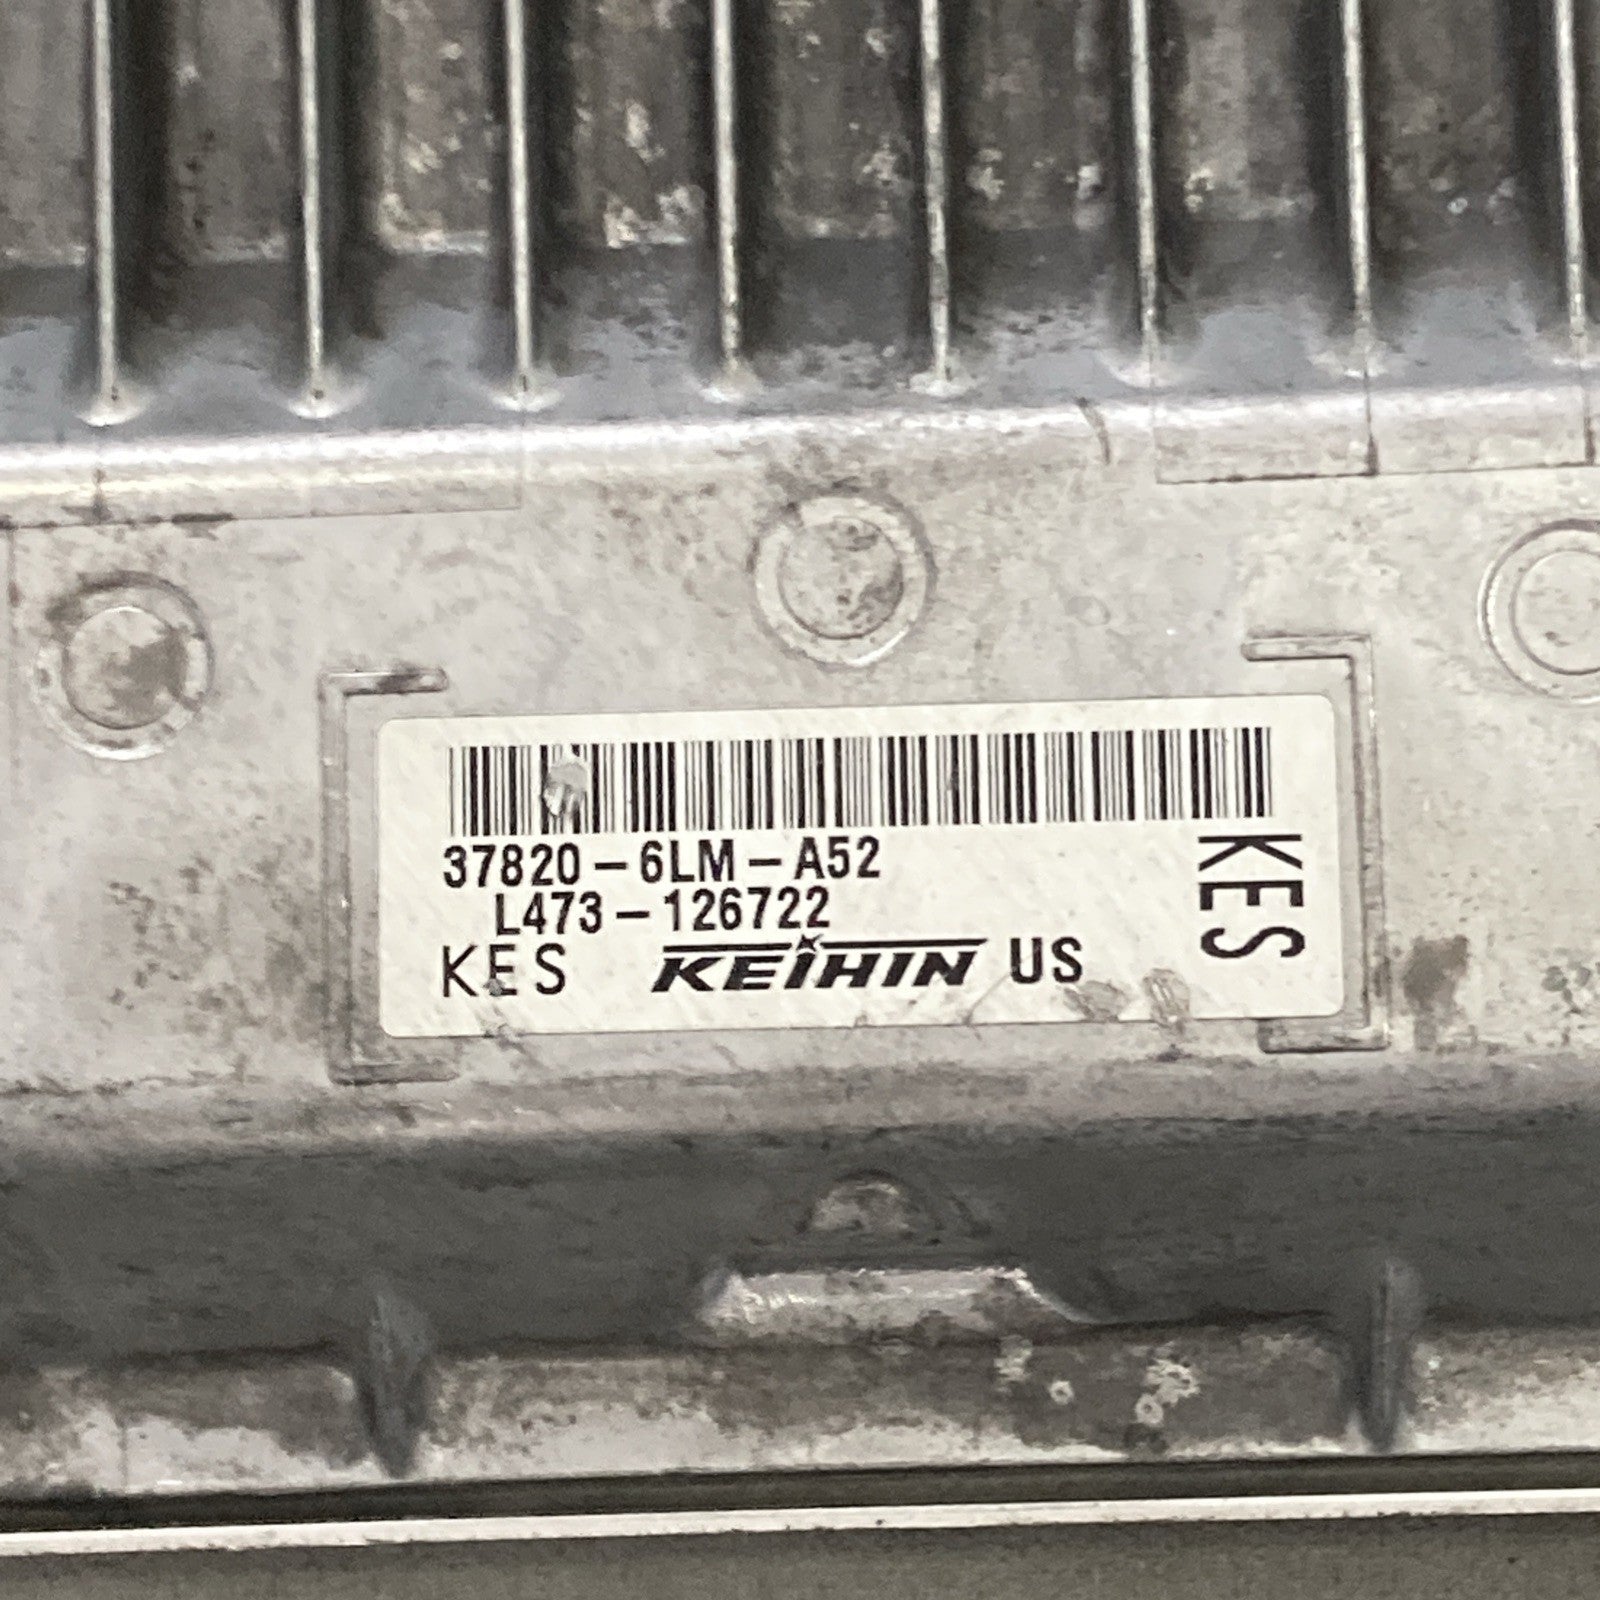 37820-6LM-A52
L473-126722
KES KEIHIN US
KES